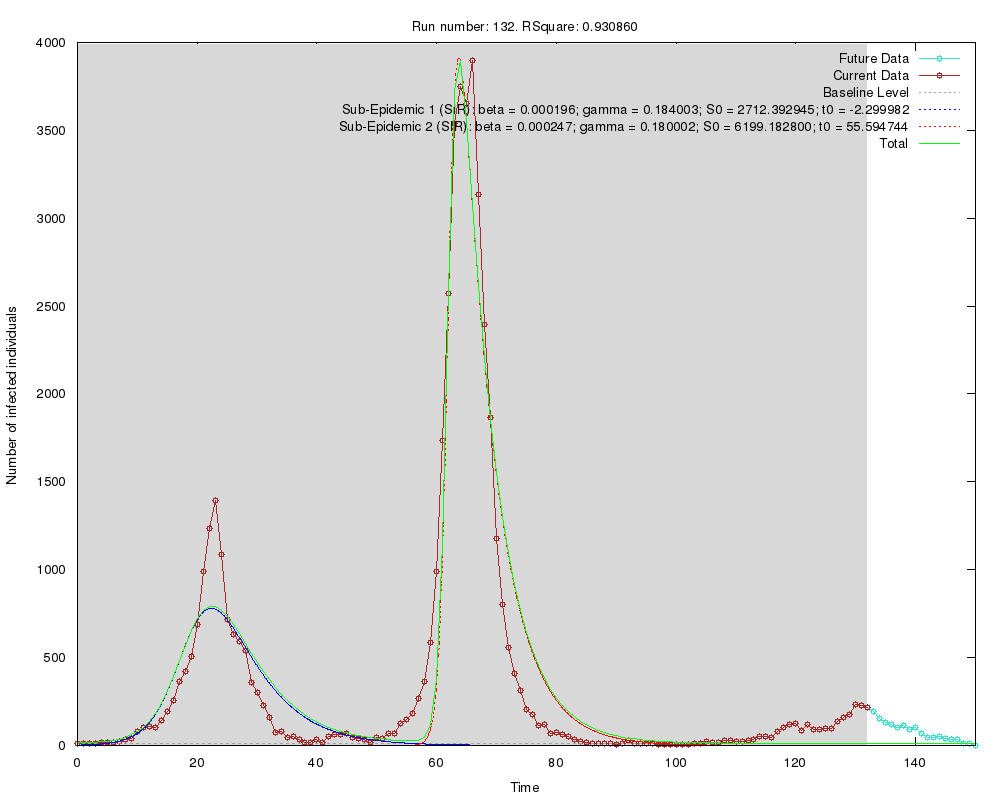 Run number: 132. RSquare: 0.930860
Future Data
Current Data
Baseline Level
Sub-Epidemic 1 (SIR): beta = 0.000196; gamma = 0.184003; S0 = 2712.392945; t0 = -2.299982
Sub-Epidemic 2 (SIR): beta = 0.000247; gamma = 0.180002; S0 = 6199.182800; t0 = 55.594744
Total
4000
3500
3000
2500
2000
1500
1000
500
0
Number of infected individuals
0 20 40 60 80 100 120 140
Time